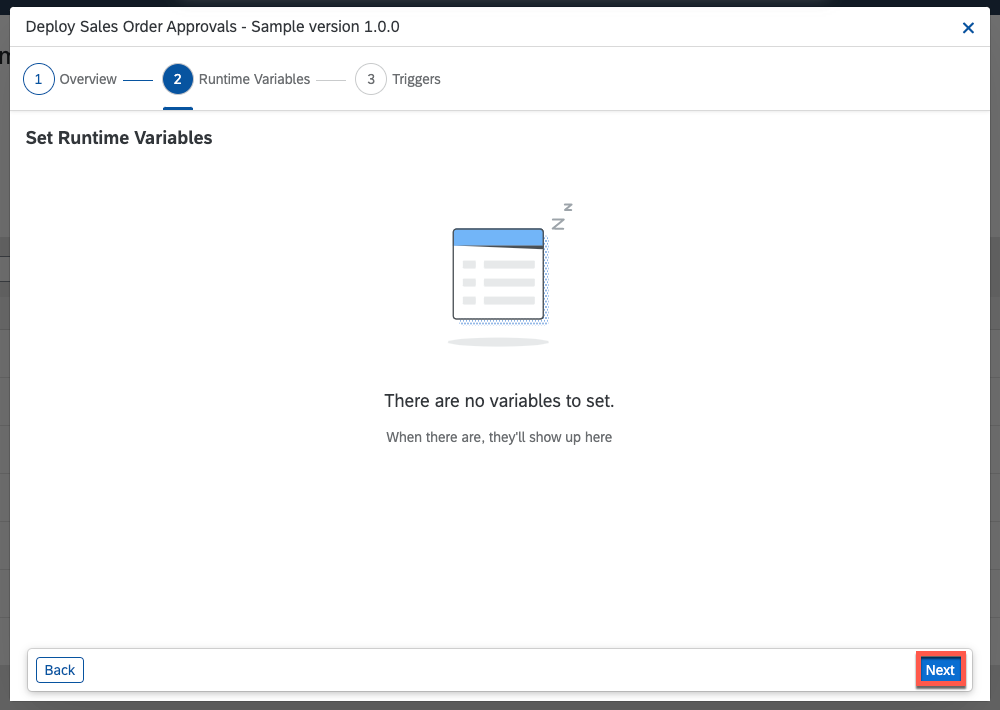 Deploy Sales Order Approvals - Sample version 1.0.0
1 Overview 2 Runtime Variables 3 Triggers
Set Runtime Variables
z
Z
There are no variables to set.
When there are, they'll show up here
Back Next